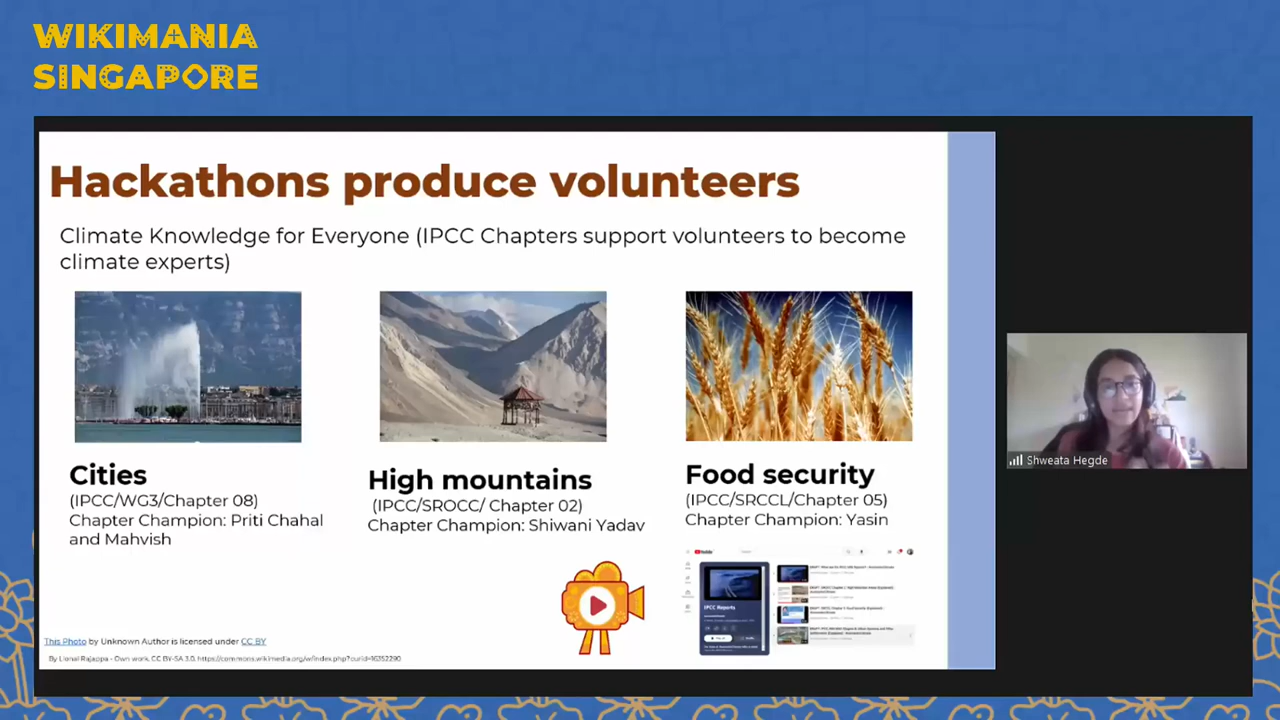 WIKIMANIA
SINGAPORE
Hackathons produce volunteers
Climate Knowledge for Everyone (IPCC Chapters support volunteers to become
climate experts)
Cities
(IPCC/WG3/Chapter 08)
Chapter Champion: Priti Chahal
and Mahvish
High mountains
(IPCC/SROCC/ Chapter 02)
Chapter Champion: Shiwani Yadav
Food security
(IPCC/SRCCL/Chapter 05)
Chapter Champion: Yasin
YouTube
IPCC Reports
This Photo by Unknown Author is licensed under CC BY
By Lionel Rajappa - Own work, CC BY-SA 3.0, https://commons.wikimedia.org/w/index.php?curid=16352290
Shweata Hegde